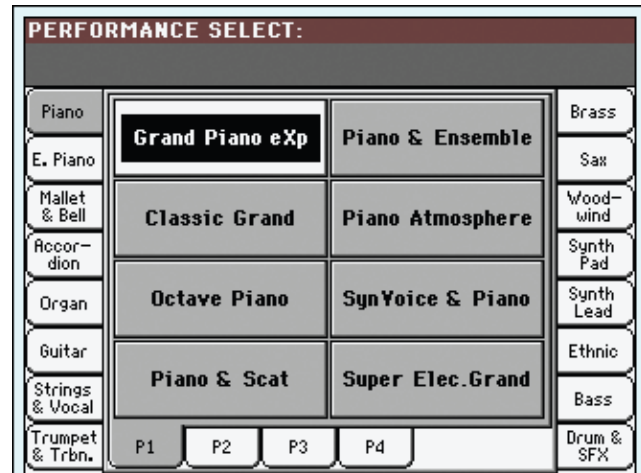 PERFORMANCE SELECT:
Piano
E. Piano
Mallet
& Bell
Accor-
dion
Organ
Guitar
Strings
& Vocal
Trumpet
& Trbn.
Grand Piano eXp
Piano & Ensemble
Classic Grand
Piano Atmosphere
Octave Piano
SynVoice & Piano
Piano & Scat
Super Elec.Grand
P1
P2
P3
P4
Brass
Sax
Wood-
wind
Synth
Pad
Synth
Lead
Ethnic
Bass
Drum &
SFX